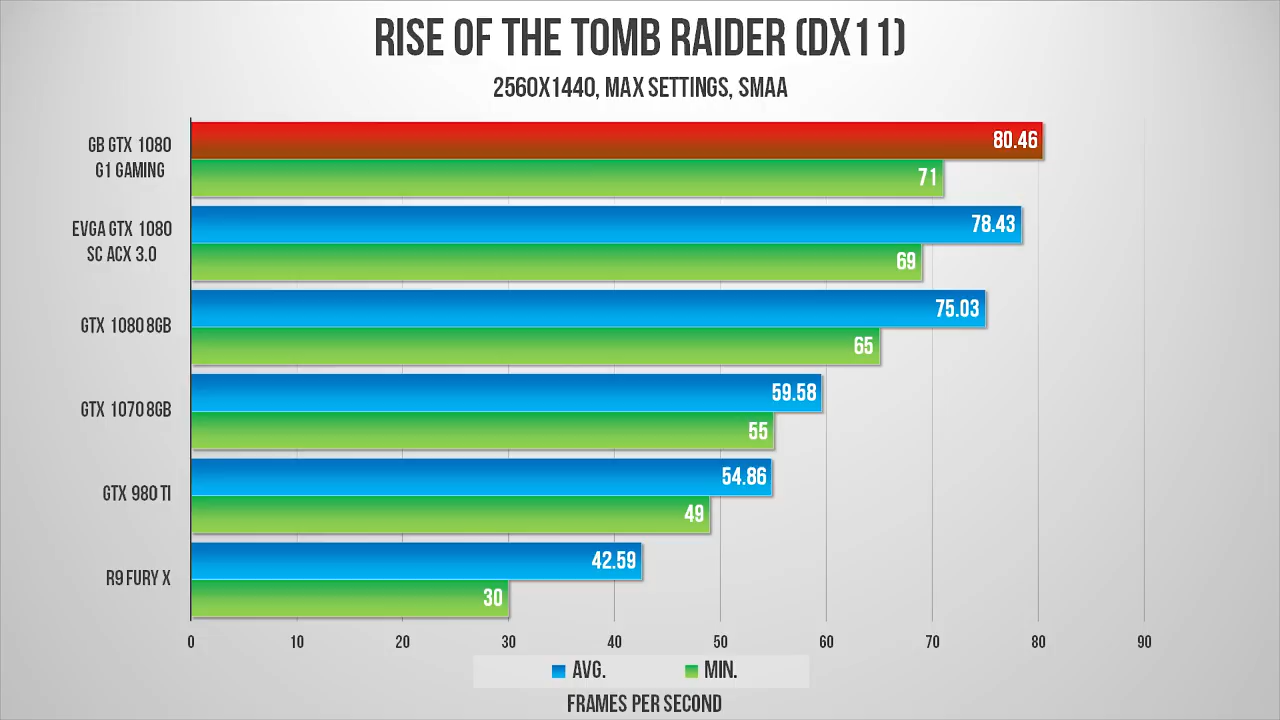 RISE OF THE TOMB RAIDER (DX11)
2560X1440, MAX SETTINGS, SMAA
GB GTX 1080
G1 GAMING
80.46
71
EVGA GTX 1080
SC ACX 3.0
78.43
69
GTX 1080 8GB
75.03
65
GTX 1070 8GB
59.58
55
GTX 980 TI
54.86
49
R9 FURY X
42.59
30
0 10 20 30 40 50 60 70 80 90
AVG. MIN.
FRAMES PER SECOND